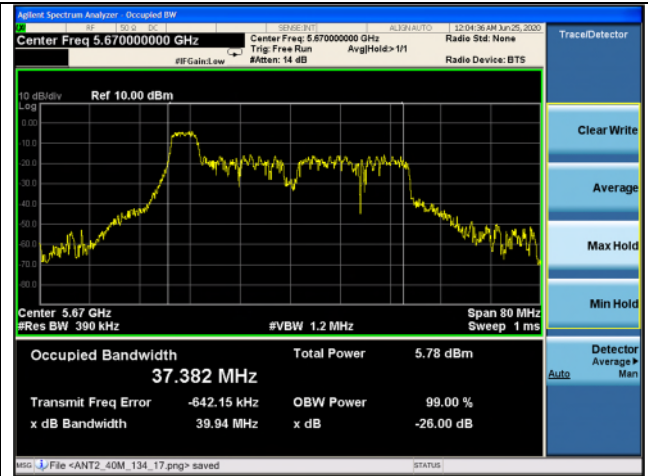 Agilent Spectrum Analyzer - Occupied BW
RF 50 Ω DC SENSE:INT ALIGNAUTO 12:04:36 AM Jun 25, 2020
Center Freq 5.670000000 GHz
Center Freq: 5.670000000 GHz
Radio Std: None
Trig: Free Run Avg|Hold:>1/1
#IFGain:Low #Atten: 14 dB Radio Device: BTS
Trace/Detector
10 dB/div Ref 10.00 dBm
Log
0.00
-10.0
-20.0
-30.0
-40.0
-50.0
-60.0
-70.0
-80.0
Clear Write
Average
Max Hold
Min Hold
Center 5.67 GHz Span 80 MHz
#Res BW 390 kHz #VBW 1.2 MHz Sweep 1 ms
Detector
Average▶
Auto Man
Occupied Bandwidth Total Power 5.78 dBm
37.382 MHz
Transmit Freq Error -642.15 kHz OBW Power 99.00 %
x dB Bandwidth 39.94 MHz x dB -26.00 dB
MSG File <ANT2_40M_134_17.png> saved STATUS